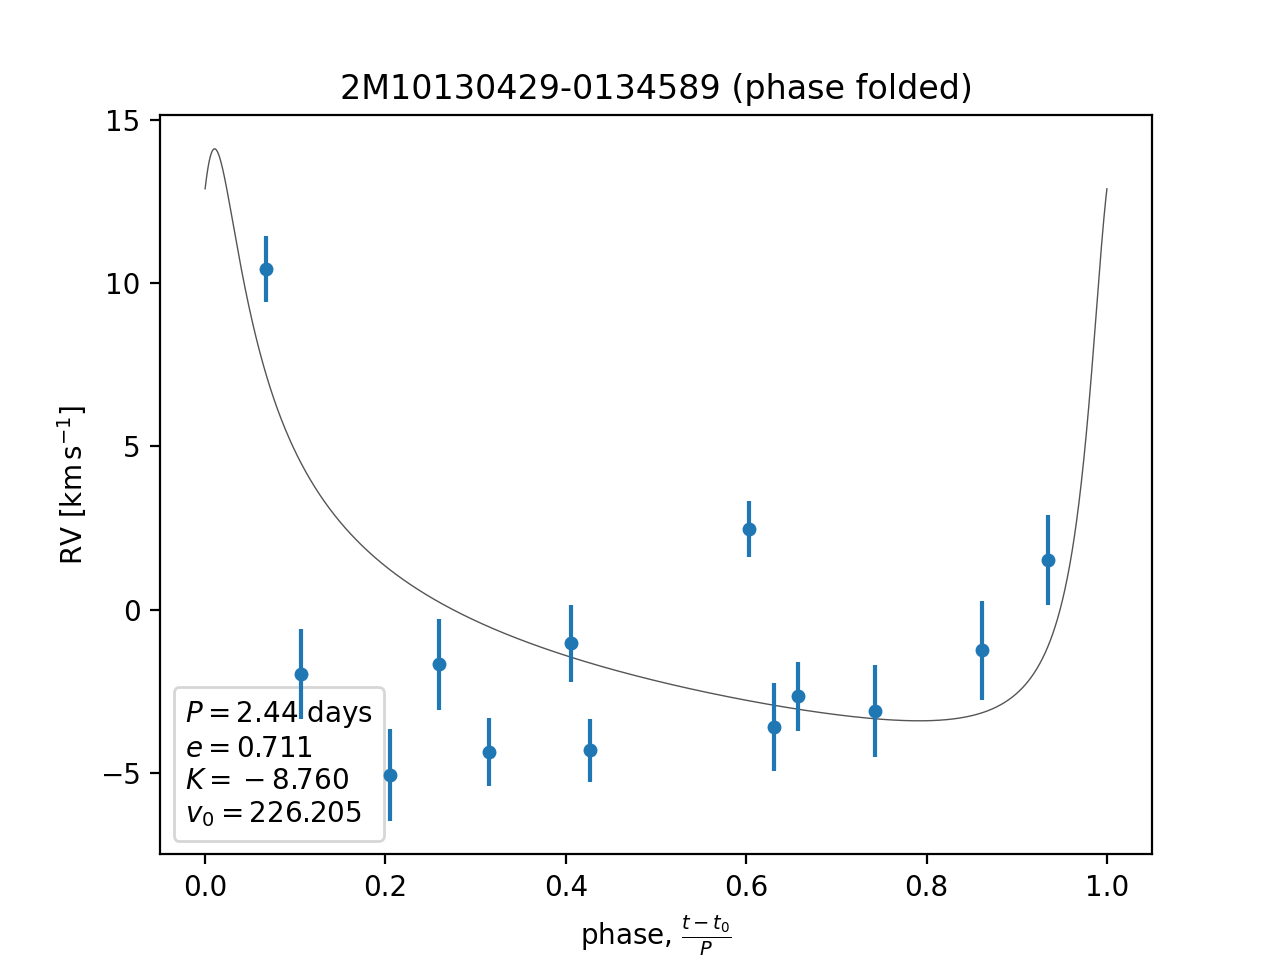 2M10130429-0134589 (phase folded)
15
10
5
0
−5
RV [km s⁻¹]
P = 2.44 days
e = 0.711
K = −8.760
v₀ = 226.205
0.0 0.2 0.4 0.6 0.8 1.0
phase, (t − t₀)/P